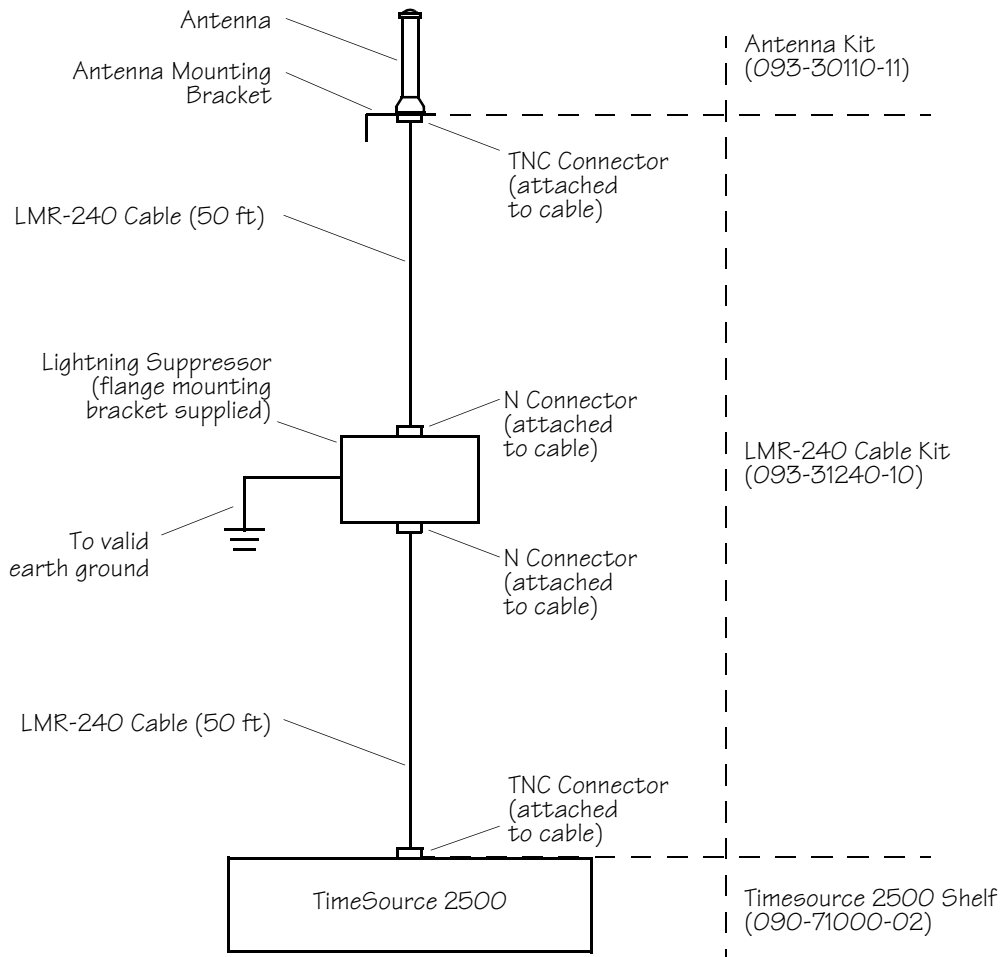 Antenna
Antenna Kit
(093-30110-11)
Antenna Mounting
Bracket
TNC Connector
(attached
to cable)
LMR-240 Cable (50 ft)
Lightning Suppressor
(flange mounting
bracket supplied)
N Connector
(attached
to cable)
LMR-240 Cable Kit
(093-31240-10)
To valid
earth ground
N Connector
(attached
to cable)
LMR-240 Cable (50 ft)
TNC Connector
(attached
to cable)
TimeSource 2500
Timesource 2500 Shelf
(090-71000-02)